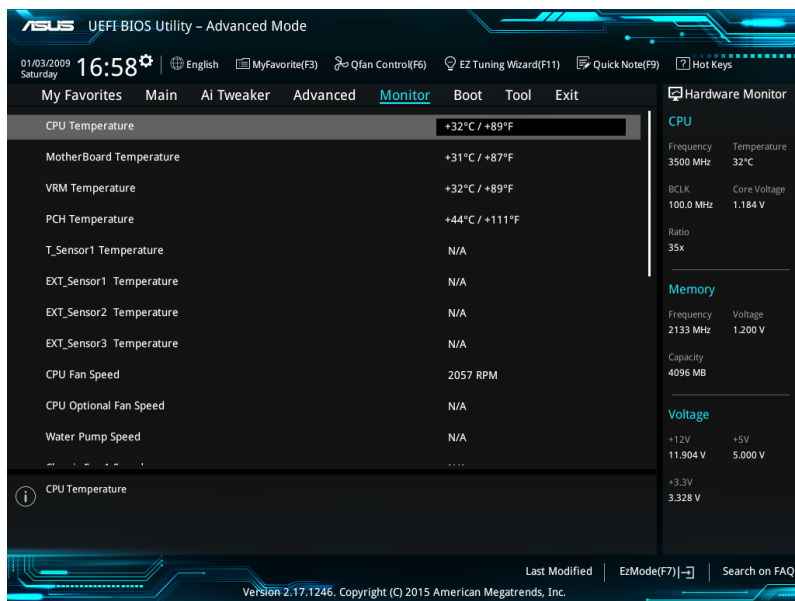 ASUS UEFI BIOS Utility – Advanced Mode
01/03/2009
Saturday
16:58
English
MyFavorite(F3)
Qfan Control(F6)
EZ Tuning Wizard(F11)
Quick Note(F9)
? Hot Keys
My Favorites Main Ai Tweaker Advanced Monitor Boot Tool Exit
CPU Temperature +32°C / +89°F
MotherBoard Temperature +31°C / +87°F
VRM Temperature +32°C / +89°F
PCH Temperature +44°C / +111°F
T_Sensor1 Temperature N/A
EXT_Sensor1 Temperature N/A
EXT_Sensor2 Temperature N/A
EXT_Sensor3 Temperature N/A
CPU Fan Speed 2057 RPM
CPU Optional Fan Speed N/A
Water Pump Speed N/A
i CPU Temperature
Hardware Monitor
CPU
Frequency Temperature
3500 MHz 32°C
BCLK Core Voltage
100.0 MHz 1.184 V
Ratio
35x
Memory
Frequency Voltage
2133 MHz 1.200 V
Capacity
4096 MB
Voltage
+12V +5V
11.904 V 5.000 V
+3.3V
3.328 V
Last Modified
EzMode(F7)
Search on FAQ
Version 2.17.1246. Copyright (C) 2015 American Megatrends, Inc.